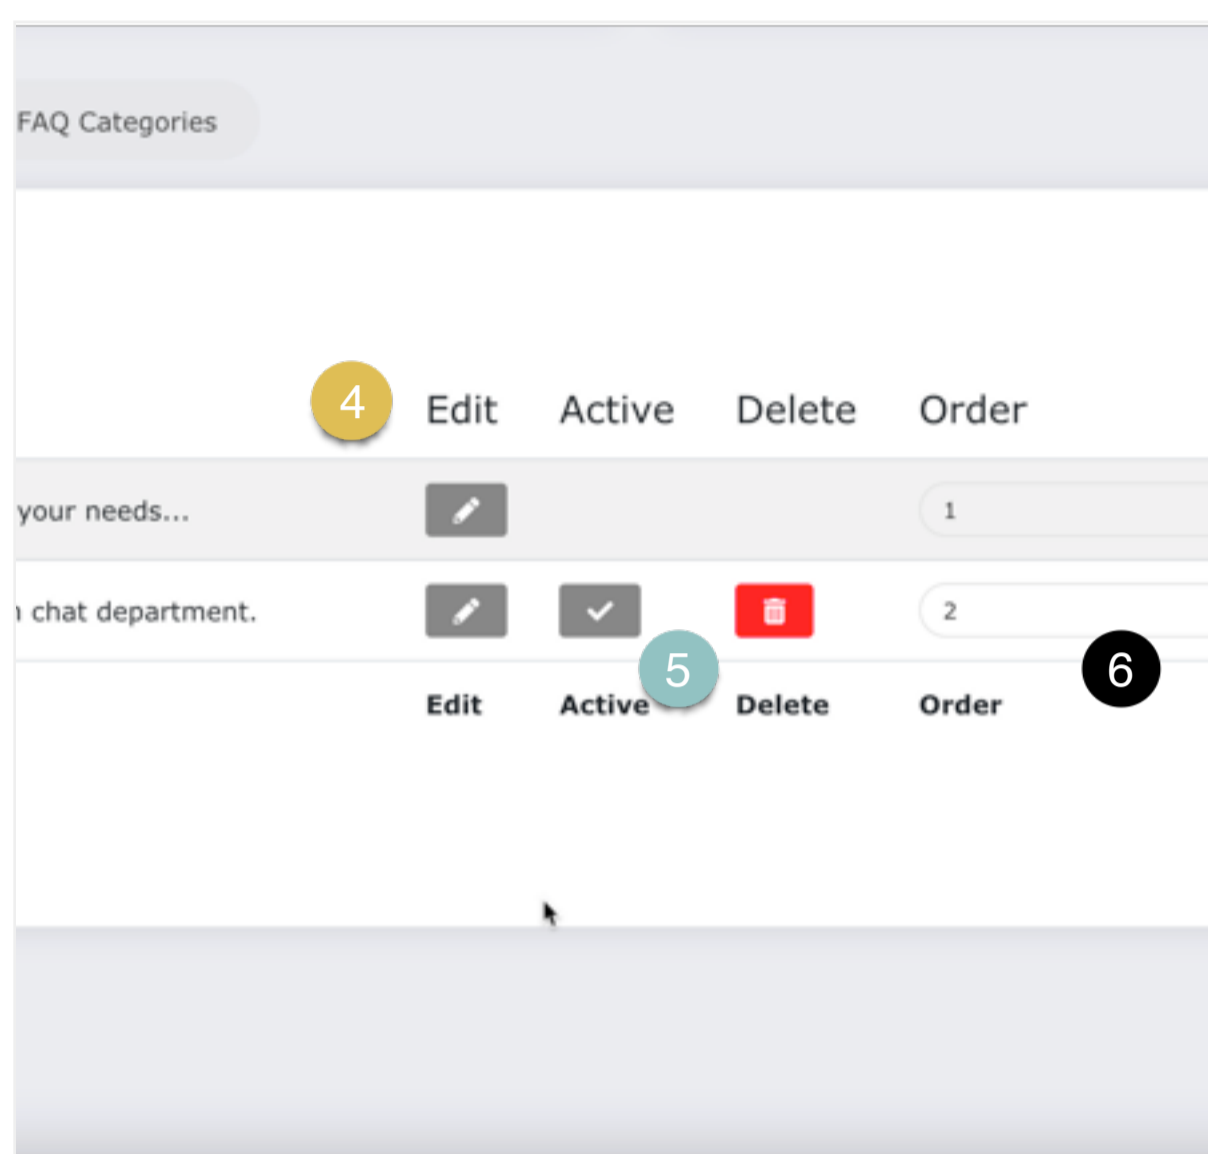 FAQ Categories
4 Edit Active Delete Order
your needs...
1
chat department.
2
5
6
Edit Active Delete Order